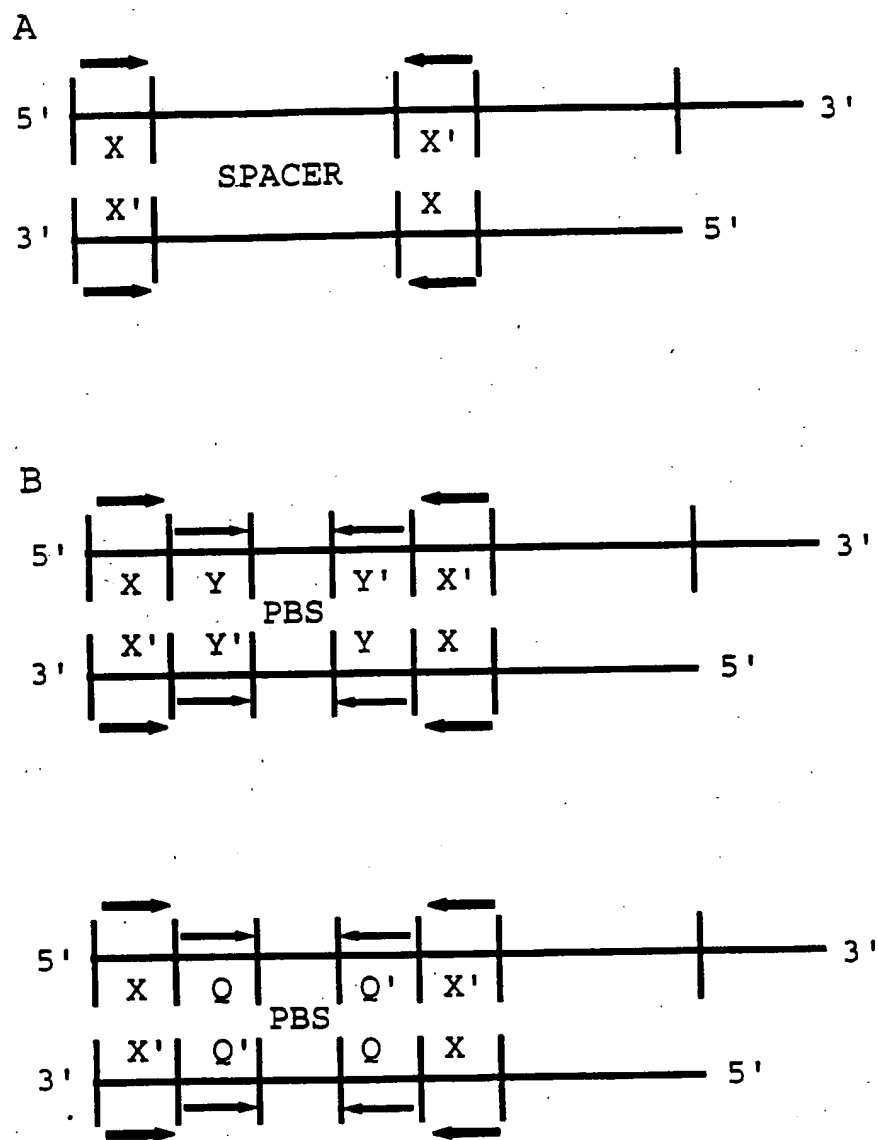 A
5' 3'
X X'
SPACER
X' X
3' 5'
B
5' 3'
X Y Y' X'
PBS
X' Y' Y X
3' 5'
5' 3'
X Q Q' X'
PBS
X' Q' Q X
3' 5'